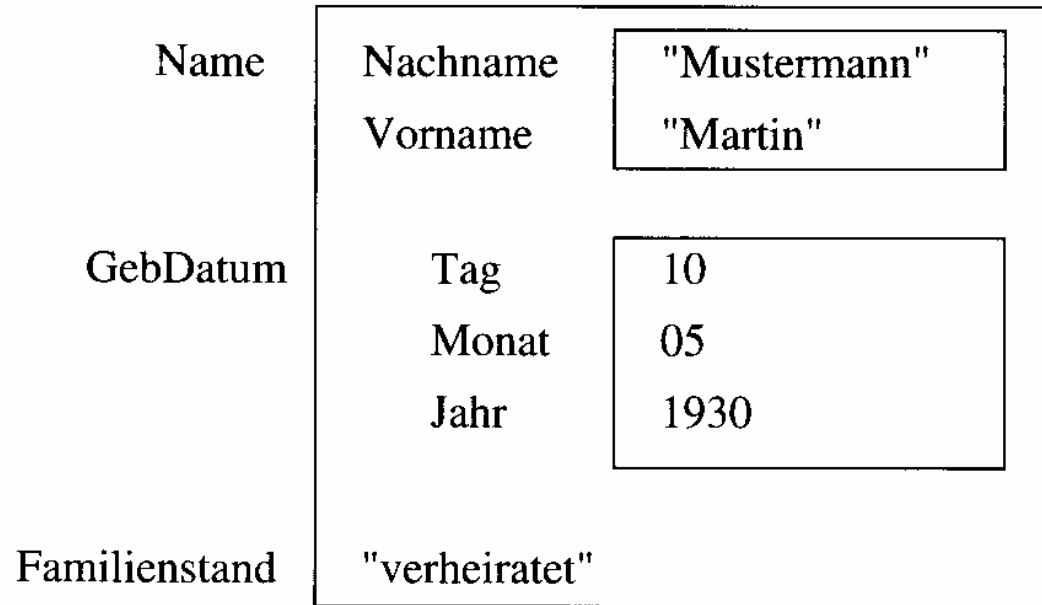 Name Nachname "Mustermann"
Vorname "Martin"
GebDatum Tag 10
Monat 05
Jahr 1930
Familienstand "verheiratet"